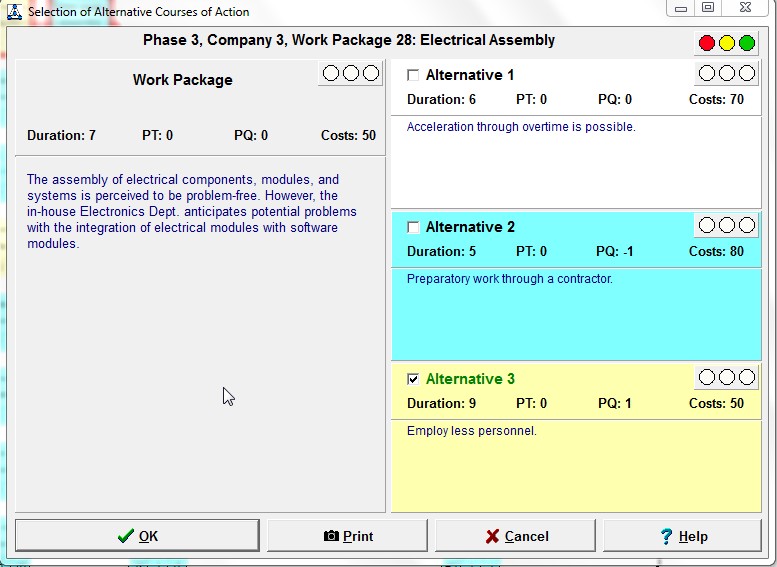 Selection of Alternative Courses of Action
Phase 3, Company 3, Work Package 28: Electrical Assembly
Work Package
Duration: 7 PT: 0 PQ: 0 Costs: 50
The assembly of electrical components, modules, and
systems is perceived to be problem-free. However, the
in-house Electronics Dept. anticipates potential problems
with the integration of electrical modules with software
modules.
Alternative 1
Duration: 6 PT: 0 PQ: 0 Costs: 70
Acceleration through overtime is possible.
Alternative 2
Duration: 5 PT: 0 PQ: -1 Costs: 80
Preparatory work through a contractor.
Alternative 3
Duration: 9 PT: 0 PQ: 1 Costs: 50
Employ less personnel.
OK Print Cancel Help